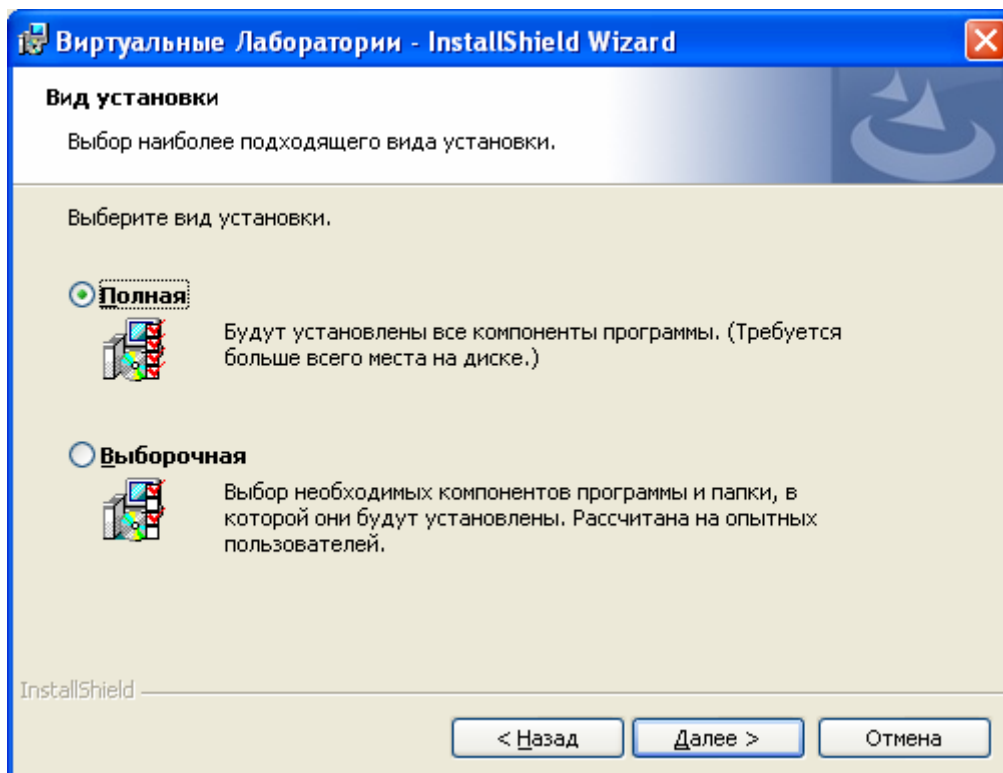 Виртуальные Лаборатории - InstallShield Wizard
Вид установки
Выбор наиболее подходящего вида установки.
Выберите вид установки.
Полная
Будут установлены все компоненты программы. (Требуется
больше всего места на диске.)
Выборочная
Выбор необходимых компонентов программы и папки, в
которой они будут установлены. Рассчитана на опытных
пользователей.
InstallShield
< Назад
Далее >
Отмена